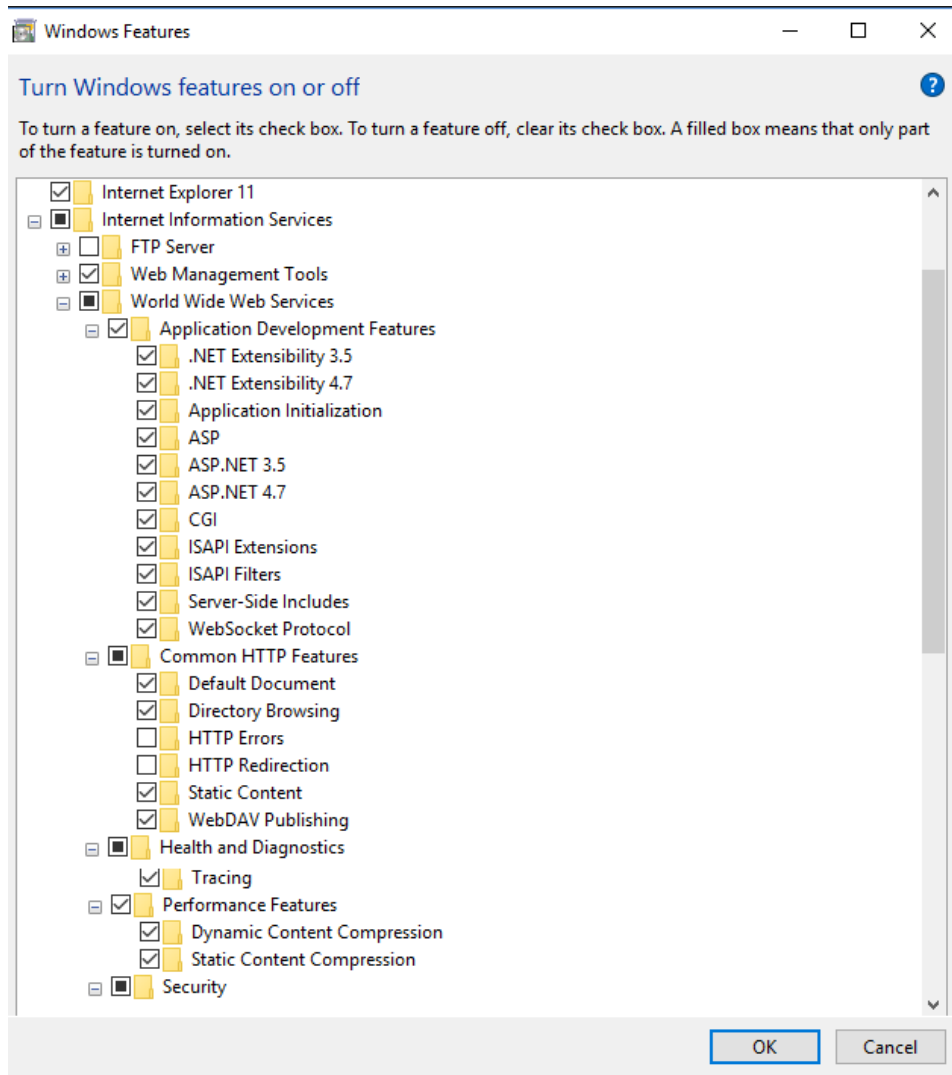 Windows Features
Turn Windows features on or off
To turn a feature on, select its check box. To turn a feature off, clear its check box. A filled box means that only part
of the feature is turned on.
Internet Explorer 11
Internet Information Services
FTP Server
Web Management Tools
World Wide Web Services
Application Development Features
.NET Extensibility 3.5
.NET Extensibility 4.7
Application Initialization
ASP
ASP.NET 3.5
ASP.NET 4.7
CGI
ISAPI Extensions
ISAPI Filters
Server-Side Includes
WebSocket Protocol
Common HTTP Features
Default Document
Directory Browsing
HTTP Errors
HTTP Redirection
Static Content
WebDAV Publishing
Health and Diagnostics
Tracing
Performance Features
Dynamic Content Compression
Static Content Compression
Security
OK Cancel